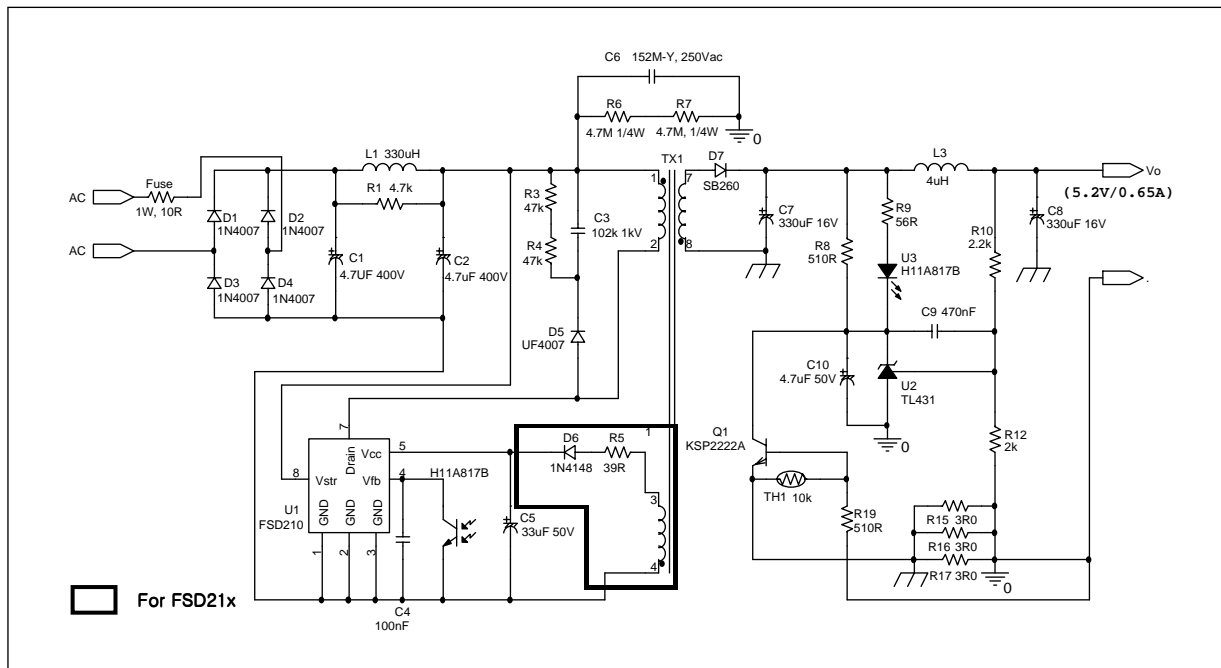 C6 152M-Y, 250Vac
R6 R7
4.7M 1/4W 4.7M, 1/4W
0
L1 330uH
TX1
D7
SB260
L3
4uH
Vo
(5.2V/0.65A)
AC
Fuse
1W, 10R
R1 4.7k
AC
D1
1N4007
D2
1N4007
D3
1N4007
D4
1N4007
C1
4.7UF 400V
C2
4.7uF 400V
R3
47k
R4
47k
C3
102k 1kV
D5
UF4007
1
2
7
8
C7
330uF 16V
R8
510R
R9
56R
R10
2.2k
C8
330uF 16V
U3
H11A817B
C9 470nF
C10
4.7uF 50V
U2
TL431
0
.
Q1
KSP2222A
TH1 10k
R19
510R
R12
2k
R15 3R0
R16 3R0
R17 3R0
0
7
Drain
Vcc
5
8
Vstr
Vfb
4
H11A817B
U1
FSD210
GND
GND
GND
1
2
3
C5
33uF 50V
D6
1N4148
R5
39R
1
3
4
C4
100nF
For FSD21x